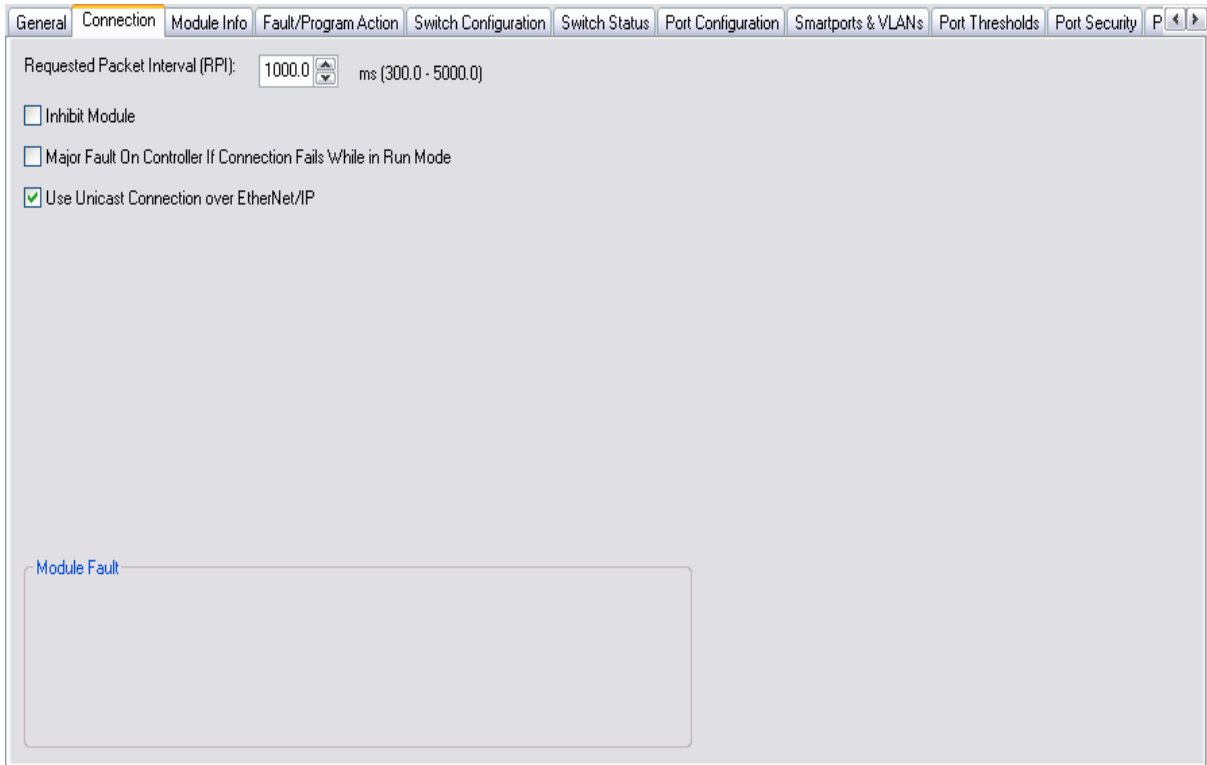 General Connection Module Info Fault/Program Action Switch Configuration Switch Status Port Configuration Smartports & VLANs Port Thresholds Port Security P
Requested Packet Interval (RPI): 1000.0 ms (300.0 - 5000.0)
Inhibit Module
Major Fault On Controller If Connection Fails While in Run Mode
Use Unicast Connection over EtherNet/IP
Module Fault